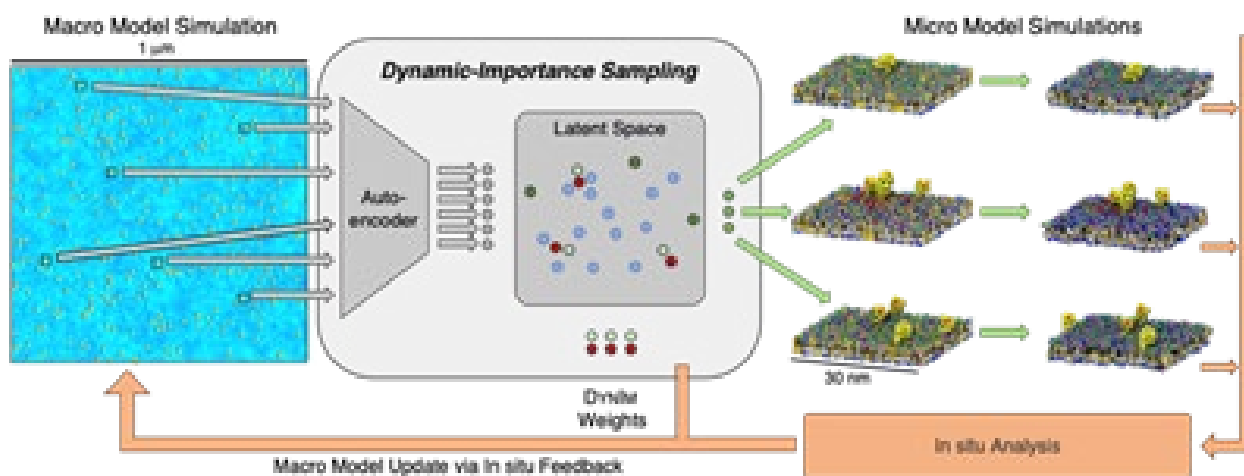 Macro Model Simulation
1 μm
Dynamic-Importance Sampling
Latent Space
Auto-
encoder
Micro Model Simulations
30 nm
DynIm
Weights
In situ Analysis
Macro Model Update via In situ Feedback